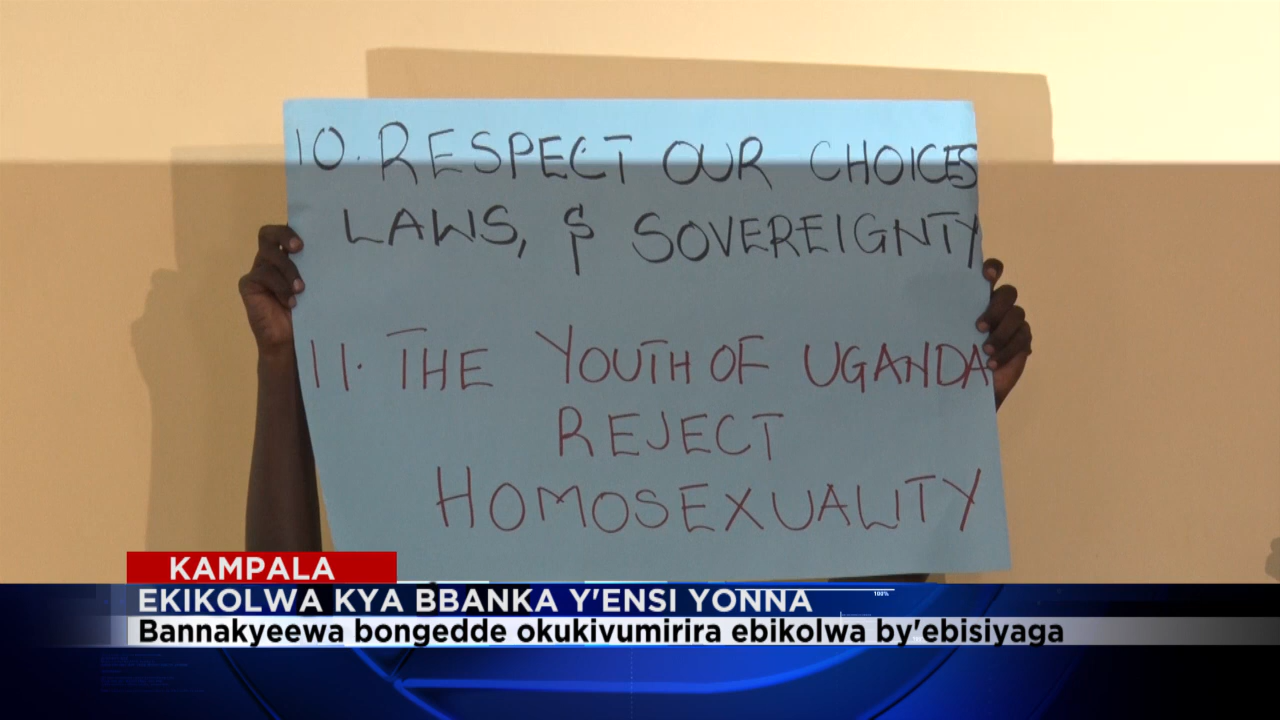 10. RESPECT OUR CHOICES
LAWS, & SOVEREIGNTY
11. THE YOUTH OF UGANDA
REJECT
HOMOSEXUALITY
KAMPALA
EKIKOLWA KYA BBANKA Y'ENSI YONNA
100%
Bannakyeewa bongedde okukivumirira ebikolwa by'ebisiyaga